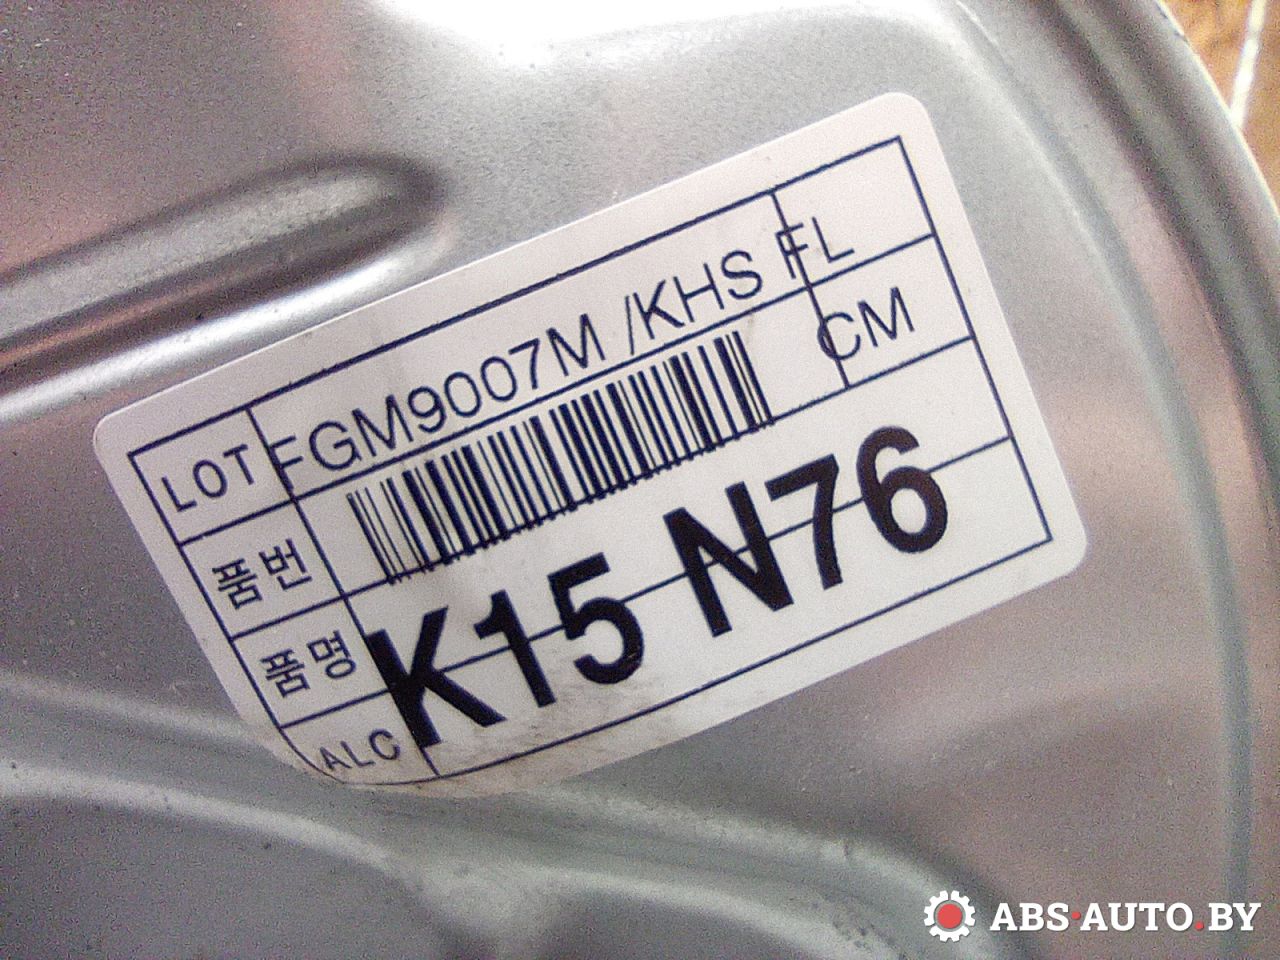 LOT FGM9007M /KHS FL
품번 CM
품명 K15 N76
ALC
ABS·AUTO.BY